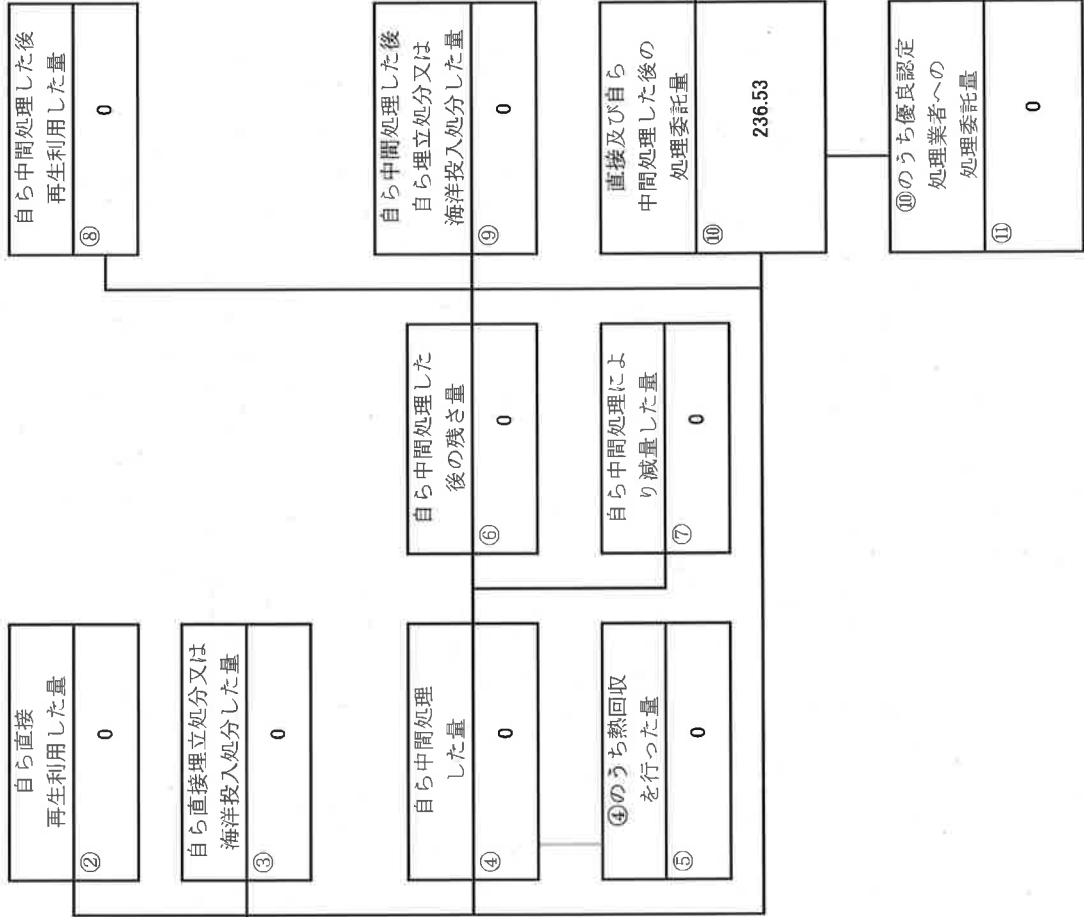 自ら直接
再生利用した量
②
0
自ら直接埋立処分又は
海洋投入処分した量
③
0
自ら中間処理
した量
④
0
④のうち熱回収
を行った量
⑤
0
自ら中間処理した
後の残さ量
⑥
0
自ら中間処理によ
り減量した量
⑦
0
自ら中間処理した後
再生利用した量
⑧
0
自ら中間処理した後
自ら埋立処分又は
海洋投入処分した量
⑨
0
直接及び自ら
中間処理した後の
処理委託量
⑩
236.53
⑩のうち優良認定
処理業者への
処理委託量
⑪
0